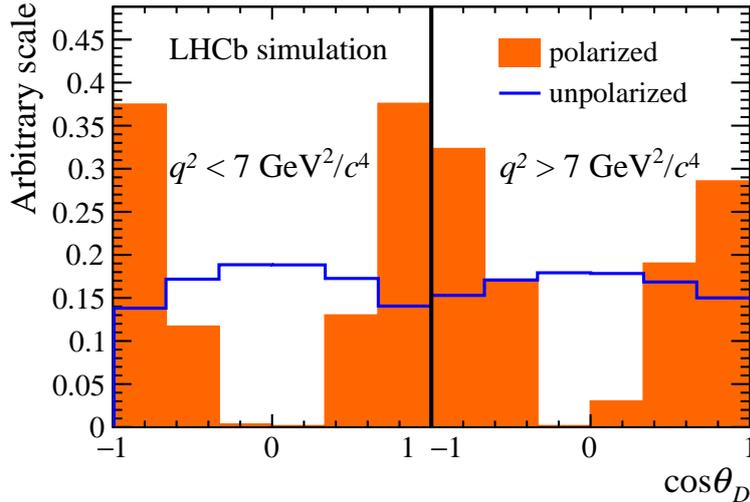 Arbitrary scale
0.45
0.4
0.35
0.3
0.25
0.2
0.15
0.1
0.05
0
LHCb simulation
polarized
unpolarized
q² < 7 GeV²/c⁴
q² > 7 GeV²/c⁴
−1 0 1 −1 0 1
cosθ_D